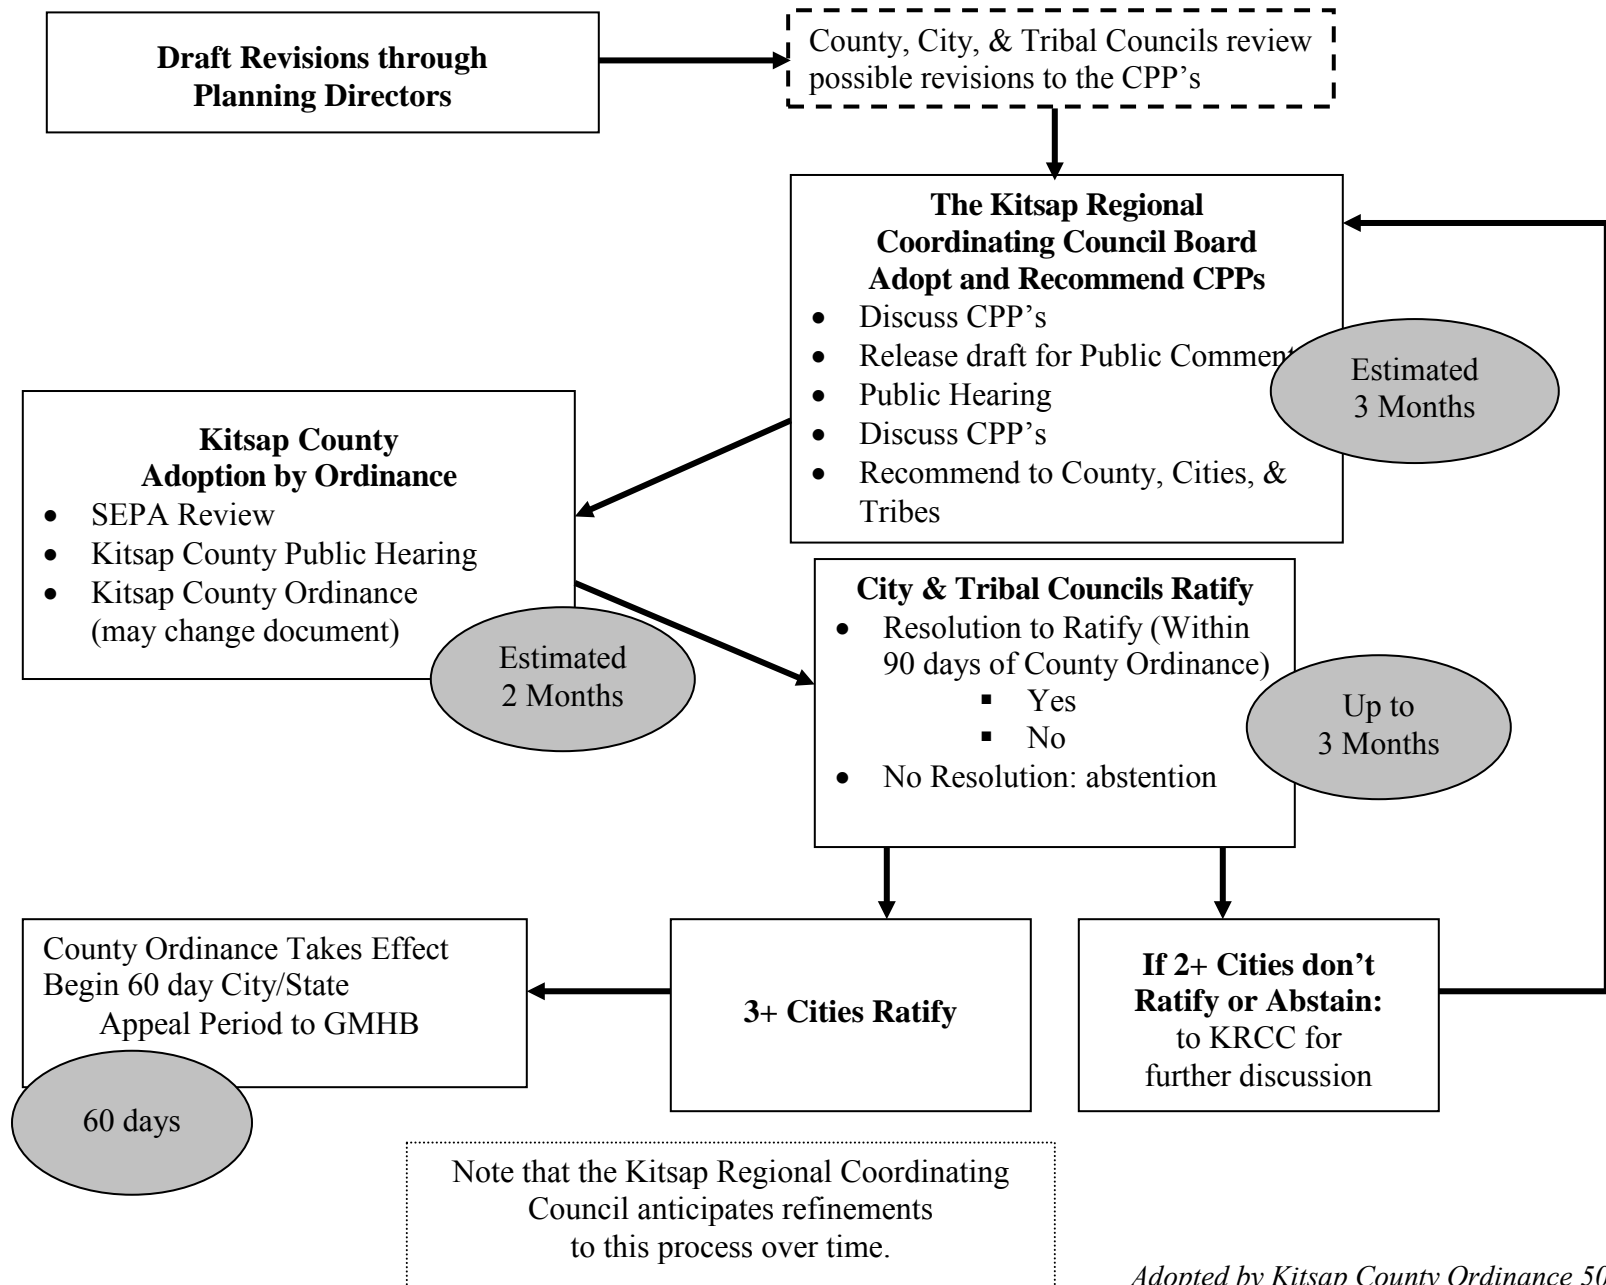 Draft Revisions through
Planning Directors
County, City, & Tribal Councils review
possible revisions to the CPP’s
The Kitsap Regional
Coordinating Council Board
Adopt and Recommend CPPs
• Discuss CPP’s
• Release draft for Public Comment
• Public Hearing
• Discuss CPP’s
• Recommend to County, Cities, &
Tribes
Estimated
3 Months
Kitsap County
Adoption by Ordinance
• SEPA Review
• Kitsap County Public Hearing
• Kitsap County Ordinance
(may change document)
Estimated
2 Months
City & Tribal Councils Ratify
• Resolution to Ratify (Within
90 days of County Ordinance)
▪ Yes
▪ No
• No Resolution: abstention
Up to
3 Months
County Ordinance Takes Effect
Begin 60 day City/State
Appeal Period to GMHB
60 days
3+ Cities Ratify
If 2+ Cities don’t
Ratify or Abstain:
to KRCC for
further discussion
Note that the Kitsap Regional Coordinating
Council anticipates refinements
to this process over time.
Adopted by Kitsap County Ordinance 50